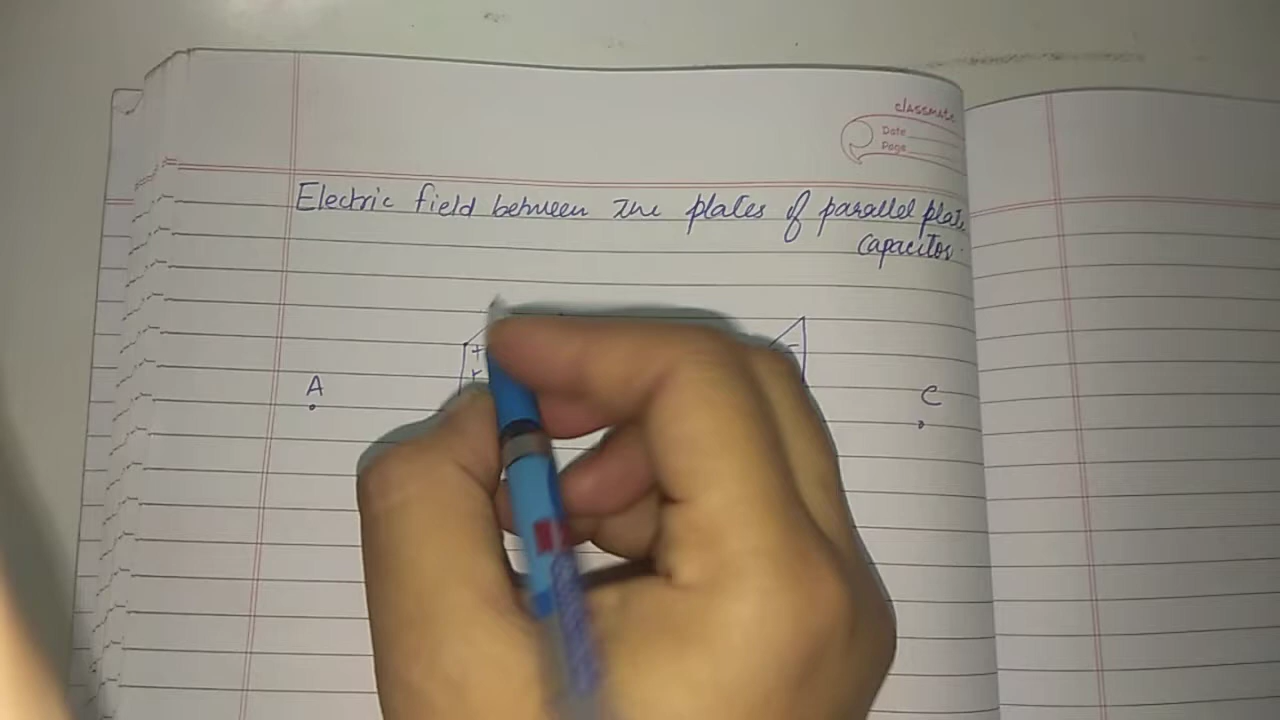 classmate
Date
Page
Electric field between the plates of parallel plate
capacitor.
+
-
+
A
C